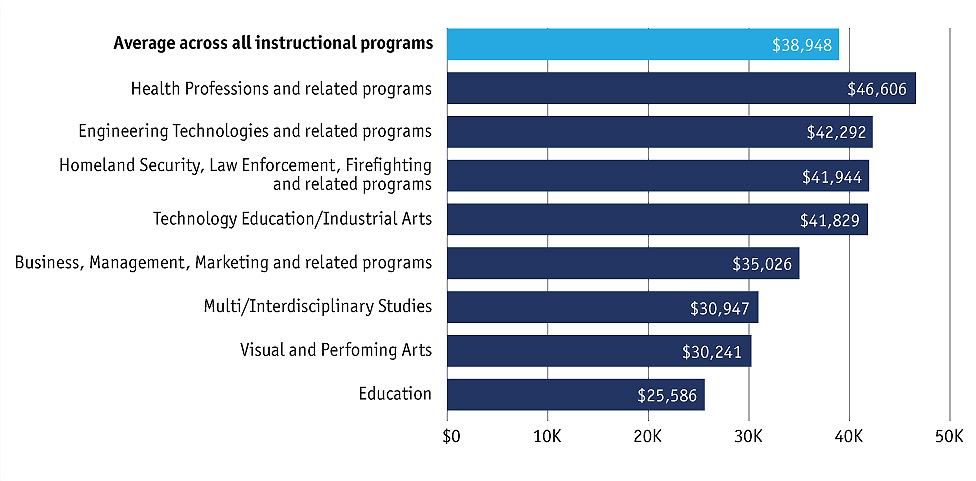 Average across all instructional programs
$38,948
Health Professions and related programs
$46,606
Engineering Technologies and related programs
$42,292
Homeland Security, Law Enforcement, Firefighting
and related programs
$41,944
Technology Education/Industrial Arts
$41,829
Business, Management, Marketing and related programs
$35,026
Multi/Interdisciplinary Studies
$30,947
Visual and Perfoming Arts
$30,241
Education
$25,586
$0 10K 20K 30K 40K 50K